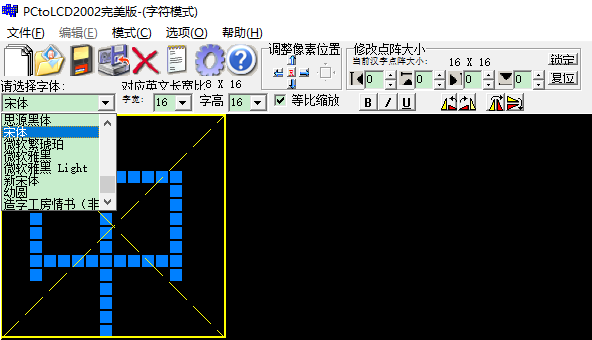 PCtoLCD2002完美版-(字符模式)
文件(F) 编辑(E) 模式(C) 选项(O) 帮助(H)
调整像素位置 修改点阵大小
当前汉字点阵大小: 16 X 16 锁定
0 0 0 0 复位
请选择字体: 对应英文长宽比8 X 16
宋体 字宽: 16 字高 16 等比缩放 B I U
思源黑体
宋体
微软繁琥珀
微软雅黑
微软雅黑 Light
新宋体
幼圆
造字工房情书（非